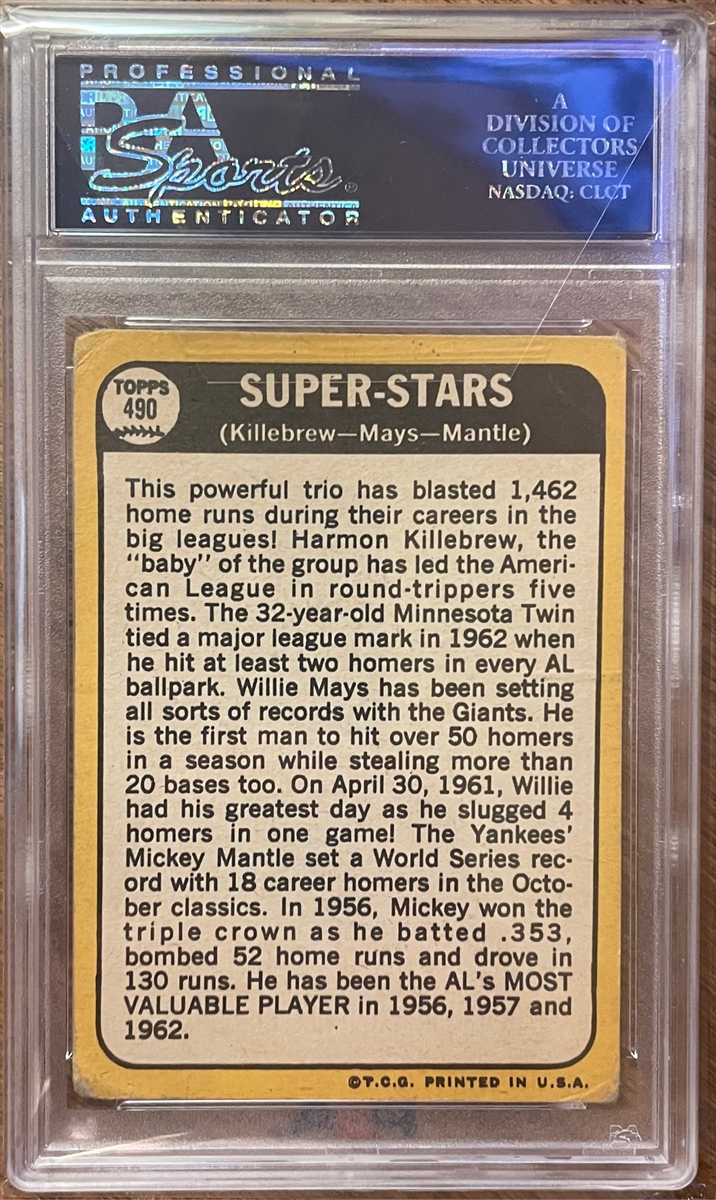 PROFESSIONAL
PSA
Sports®
AUTHENTICATOR
A
DIVISION OF
COLLECTORS
UNIVERSE
NASDAQ: CLCT
TOPPS
490
SUPER-STARS
(Killebrew—Mays—Mantle)
This powerful trio has blasted 1,462
home runs during their careers in the
big leagues! Harmon Killebrew, the
"baby" of the group has led the Ameri-
can League in round-trippers five
times. The 32-year-old Minnesota Twin
tied a major league mark in 1962 when
he hit at least two homers in every AL
ballpark. Willie Mays has been setting
all sorts of records with the Giants. He
is the first man to hit over 50 homers
in a season while stealing more than
20 bases too. On April 30, 1961, Willie
had his greatest day as he slugged 4
homers in one game! The Yankees'
Mickey Mantle set a World Series rec-
ord with 18 career homers in the Octo-
ber classics. In 1956, Mickey won the
triple crown as he batted .353,
bombed 52 home runs and drove in
130 runs. He has been the AL's MOST
VALUABLE PLAYER in 1956, 1957 and
1962.
©T.C.G. PRINTED IN U.S.A.
PSA